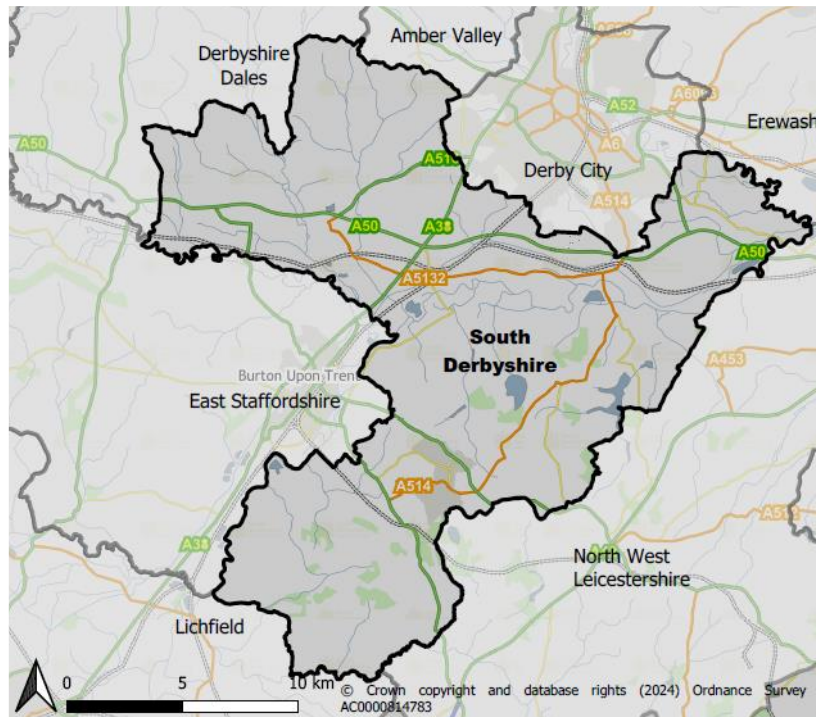 Amber Valley
Derbyshire
Dales
A52
Erewash
A50
A6
Derby City
A514
A50
A38
A50
A5132
South
Derbyshire
A453
Burton Upon Trent
East Staffordshire
A514
A38
North West
Leicestershire
Lichfield
0 5 10 km
© Crown copyright and database rights (2024) Ordnance Survey
AC0000814783